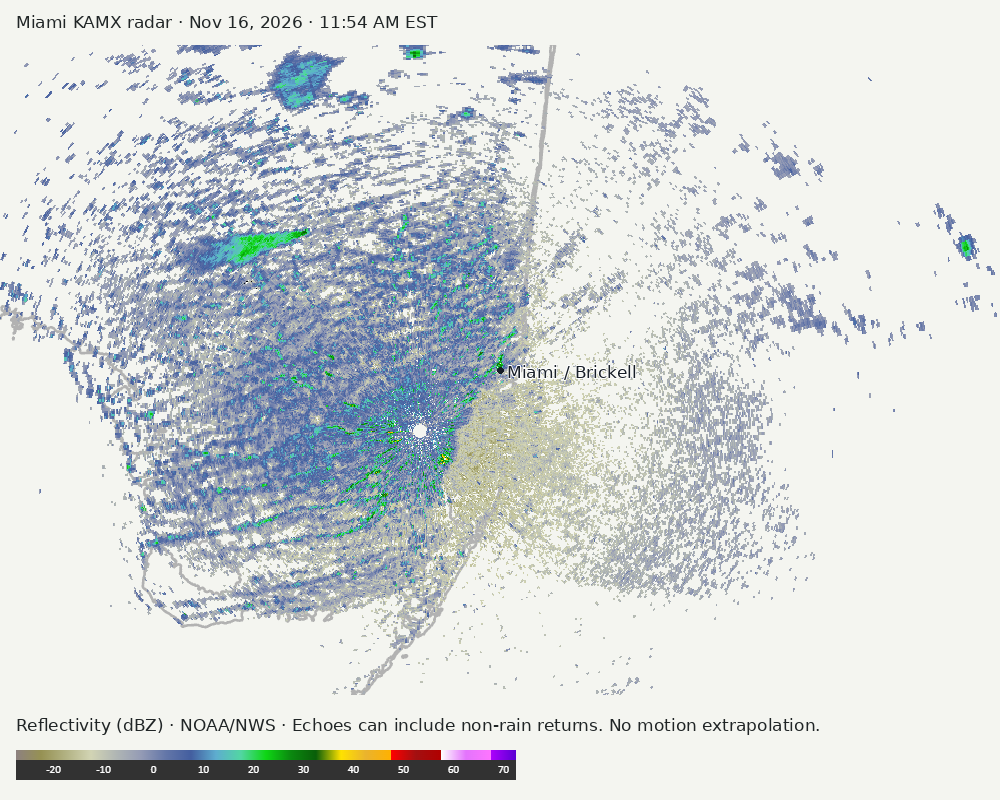 Miami KAMX radar · Nov 16, 2026 · 11:54 AM EST
Miami / Brickell
Reflectivity (dBZ) · NOAA/NWS · Echoes can include non-rain returns. No motion extrapolation.
-20 -10 0 10 20 30 40 50 60 70